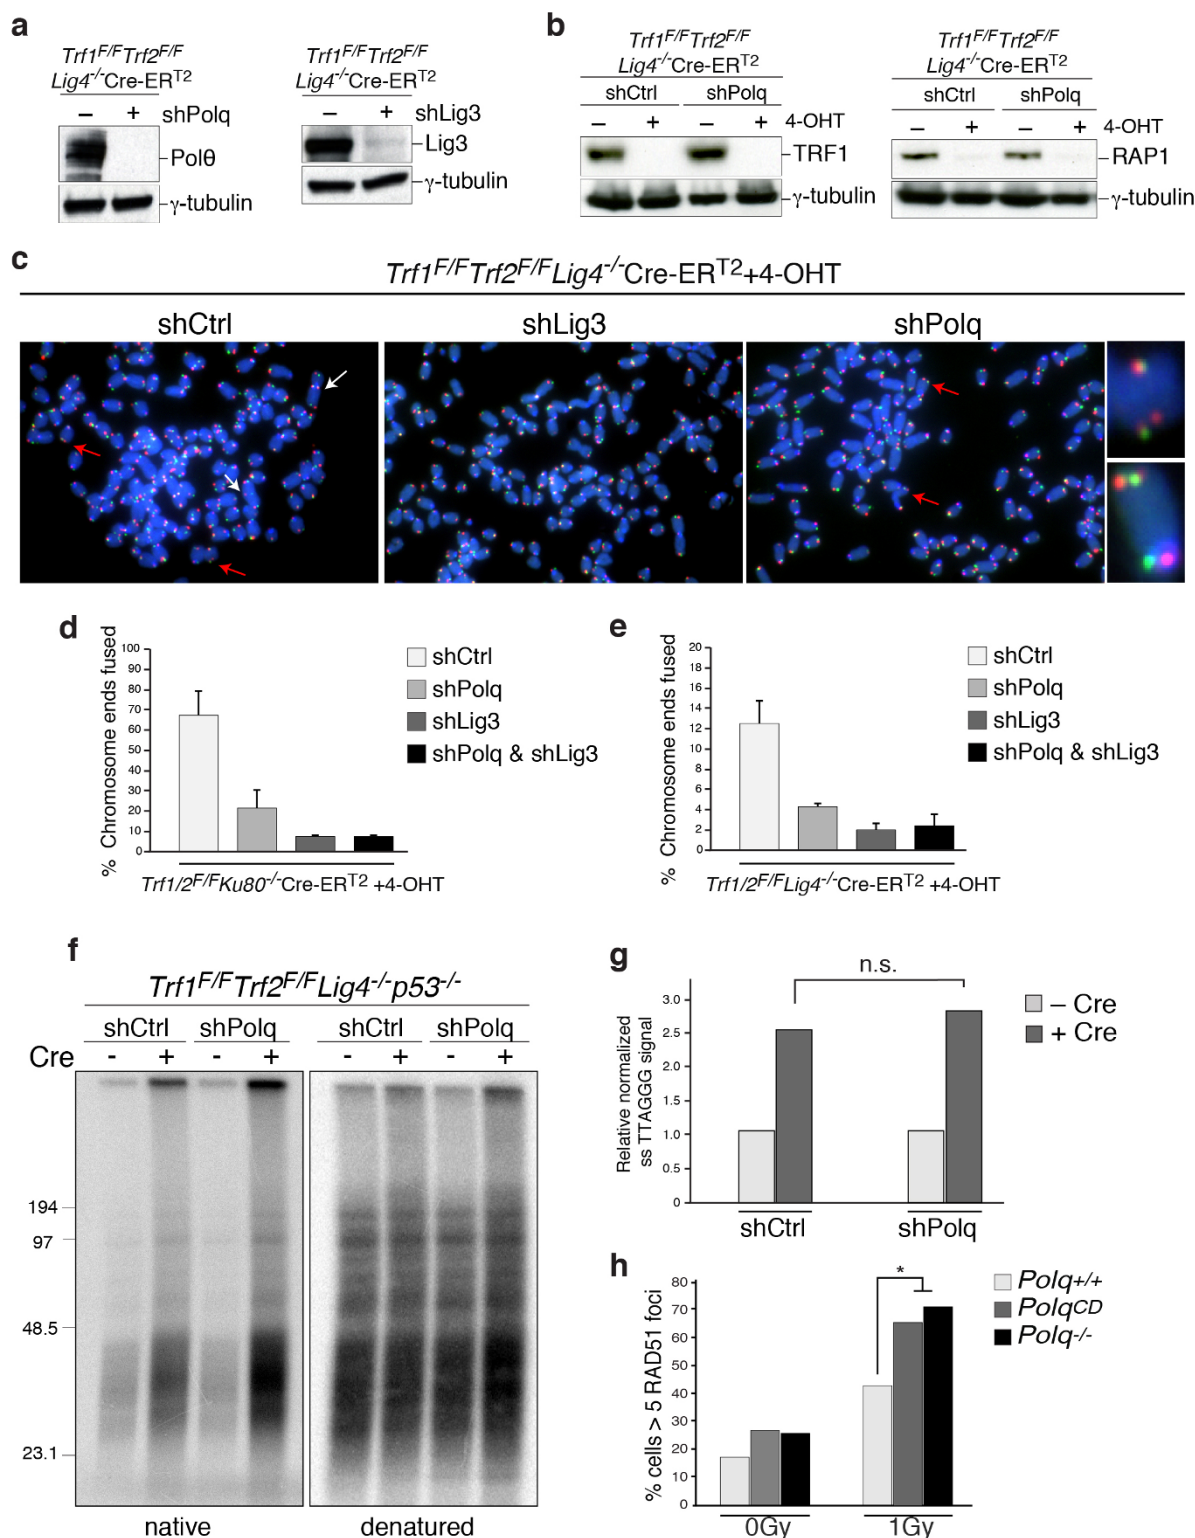 a
Trf1F/FTrf2F/F
Lig4-/-Cre-ERT2
– + shPolq
Polθ
γ-tubulin
Trf1F/FTrf2F/F
Lig4-/-Cre-ERT2
– + shLig3
Lig3
γ-tubulin
b
Trf1F/FTrf2F/F
Lig4-/-Cre-ERT2
shCtrl shPolq
– + – + 4-OHT
TRF1
γ-tubulin
Trf1F/FTrf2F/F
Lig4-/-Cre-ERT2
shCtrl shPolq
– + – + 4-OHT
RAP1
γ-tubulin
c
Trf1F/FTrf2F/FLig4-/-Cre-ERT2+4-OHT
shCtrl shLig3 shPolq
d
% Chromosome ends fused
100
90
80
70
60
50
40
30
20
10
0
shCtrl
shPolq
shLig3
shPolq & shLig3
Trf1/2F/FKu80-/-Cre-ERT2 +4-OHT
e
% Chromosome ends fused
20
18
16
14
12
10
8
6
4
2
0
shCtrl
shPolq
shLig3
shPolq & shLig3
Trf1/2F/FLig4-/-Cre-ERT2 +4-OHT
f
Trf1F/FTrf2F/FLig4-/-p53-/-
shCtrl shPolq shCtrl shPolq
Cre - + - + - + - +
194
97
48.5
23.1
native denatured
g
n.s.
Relative normalized
ss TTAGGG signal
3.0
2.5
2.0
1.5
1.0
0.5
0
– Cre
+ Cre
shCtrl shPolq
h
*
% cells > 5 RAD51 foci
80
70
60
50
40
30
20
10
0
Polq+/+
PolqCD
Polq-/-
0Gy 1Gy